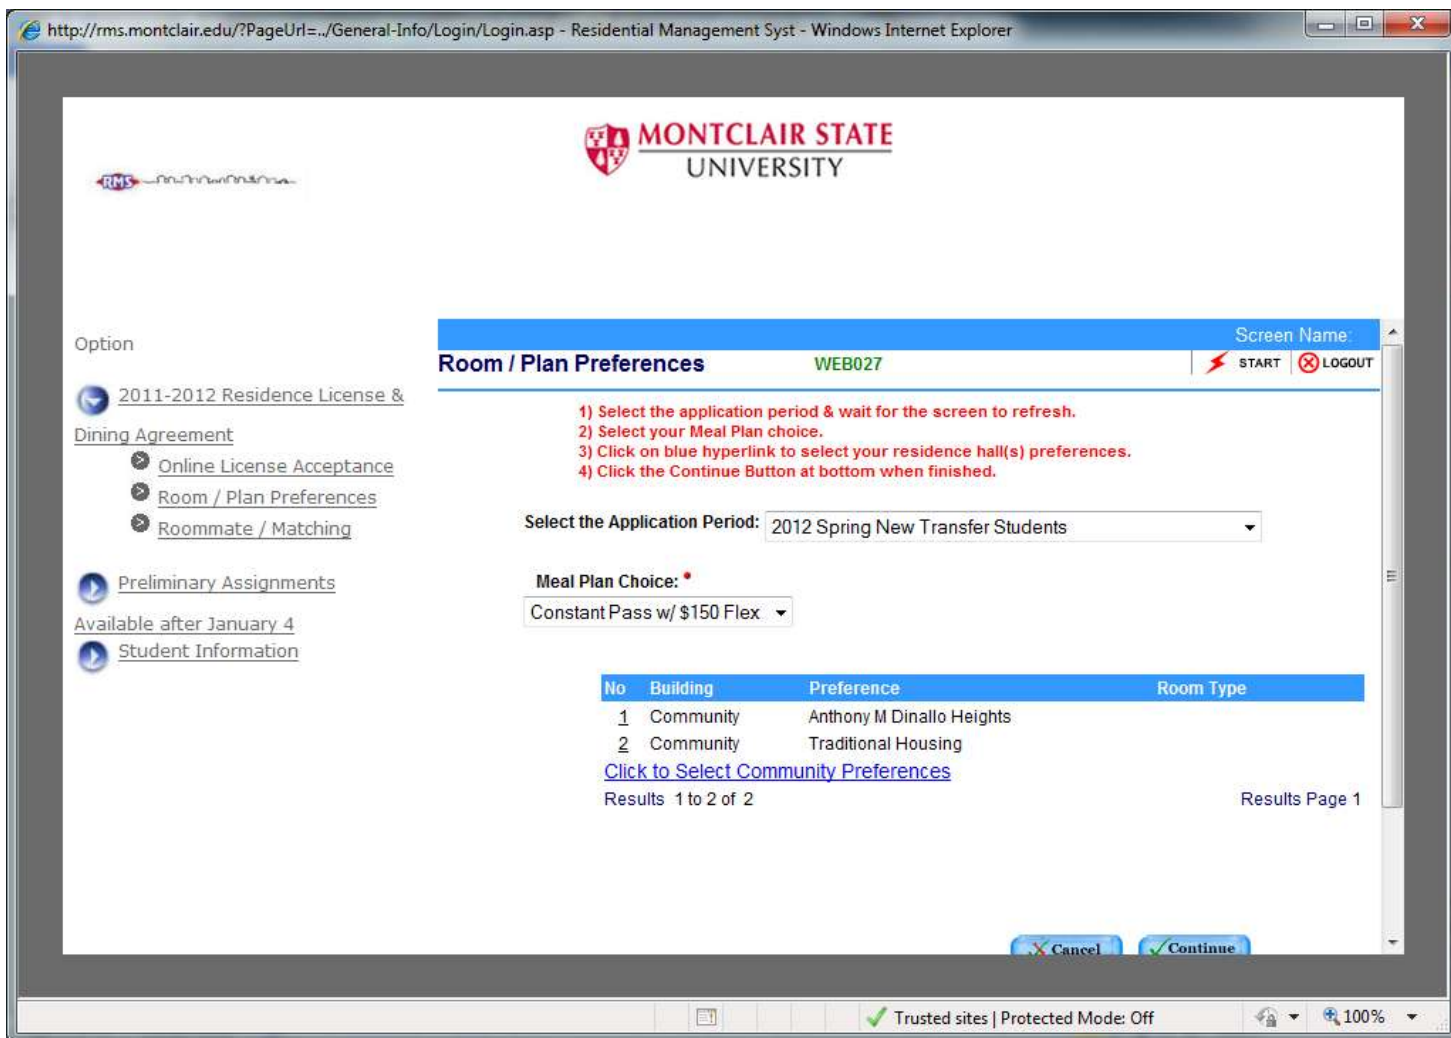 http://rms.montclair.edu/?PageUrl=../General-Info/Login/Login.asp - Residential Management Syst - Windows Internet Explorer
RMS
MONTCLAIR STATE
UNIVERSITY
Option
2011-2012 Residence License &
Dining Agreement
Online License Acceptance
Room / Plan Preferences
Roommate / Matching
Preliminary Assignments
Available after January 4
Student Information
Screen Name:
Room / Plan Preferences WEB027 START LOGOUT
1) Select the application period & wait for the screen to refresh.
2) Select your Meal Plan choice.
3) Click on blue hyperlink to select your residence hall(s) preferences.
4) Click the Continue Button at bottom when finished.
Select the Application Period: 2012 Spring New Transfer Students
Meal Plan Choice:
Constant Pass w/ $150 Flex
No Building Preference Room Type
1 Community Anthony M Dinallo Heights
2 Community Traditional Housing
Click to Select Community Preferences
Results 1 to 2 of 2 Results Page 1
Cancel Continue
Trusted sites | Protected Mode: Off 100%